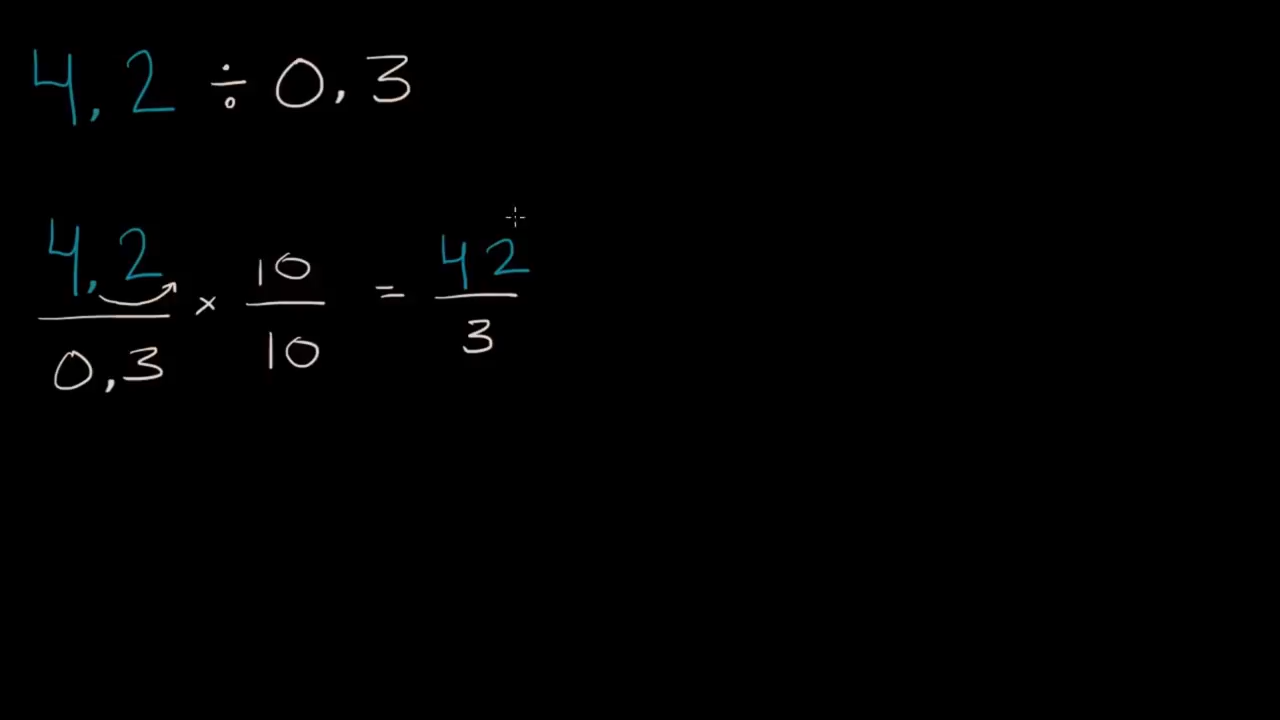 4,2 ÷ 0,3
4,2 / 0,3 × 10 / 10 = 42 / 3